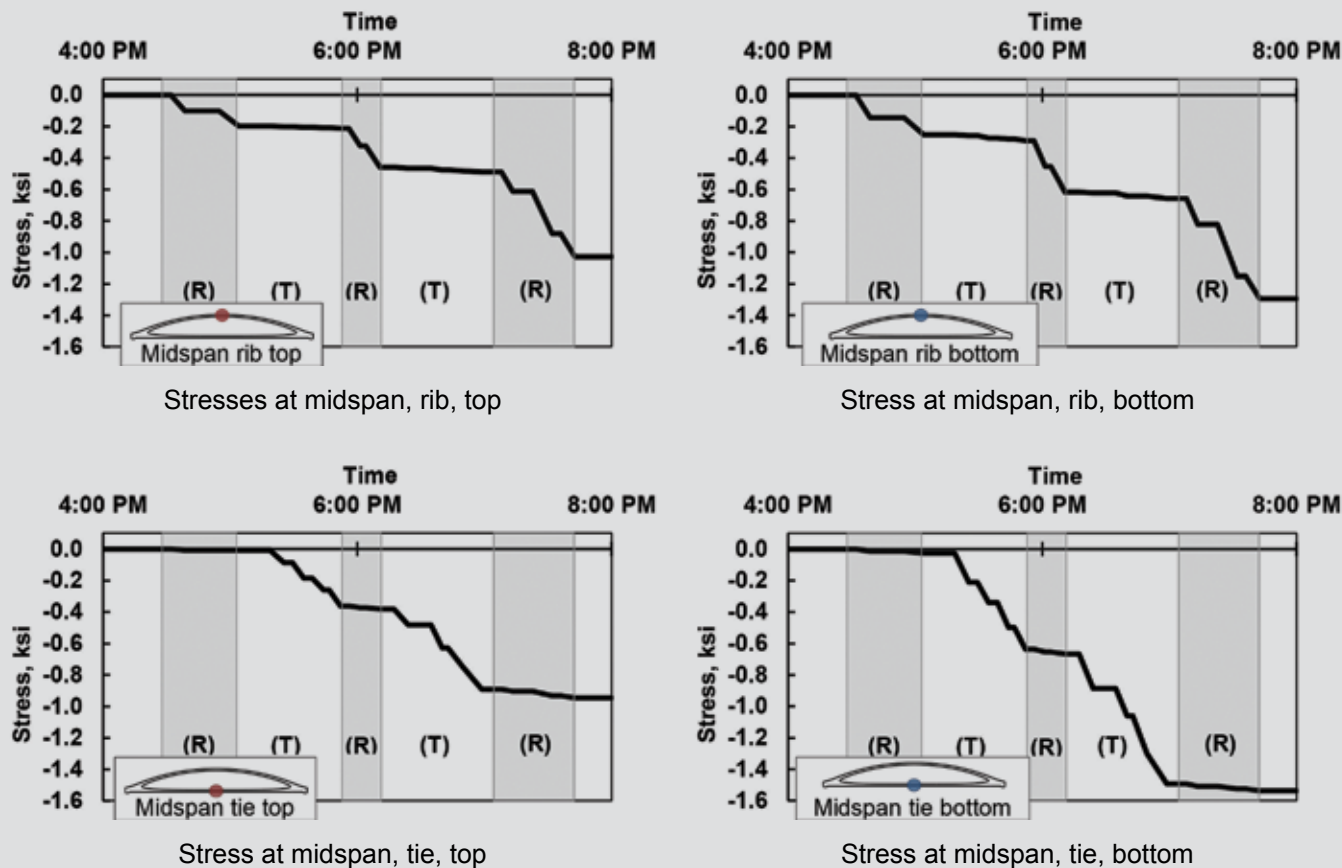 Time
4:00 PM 6:00 PM 8:00 PM
Stress, ksi
0.0
-0.2
-0.4
-0.6
-0.8
-1.0
-1.2
-1.4
-1.6
(R) (T) (R) (T) (R)
Midspan rib top
Stresses at midspan, rib, top
Time
4:00 PM 6:00 PM 8:00 PM
Stress, ksi
0.0
-0.2
-0.4
-0.6
-0.8
-1.0
-1.2
-1.4
-1.6
(R) (T) (R) (T) (R)
Midspan rib bottom
Stress at midspan, rib, bottom
Time
4:00 PM 6:00 PM 8:00 PM
Stress, ksi
0.0
-0.2
-0.4
-0.6
-0.8
-1.0
-1.2
-1.4
-1.6
(R) (T) (R) (T) (R)
Midspan tie top
Stress at midspan, tie, top
Time
4:00 PM 6:00 PM 8:00 PM
Stress, ksi
0.0
-0.2
-0.4
-0.6
-0.8
-1.0
-1.2
-1.4
-1.6
(R) (T) (R) (T) (R)
Midspan tie bottom
Stress at midspan, tie, bottom